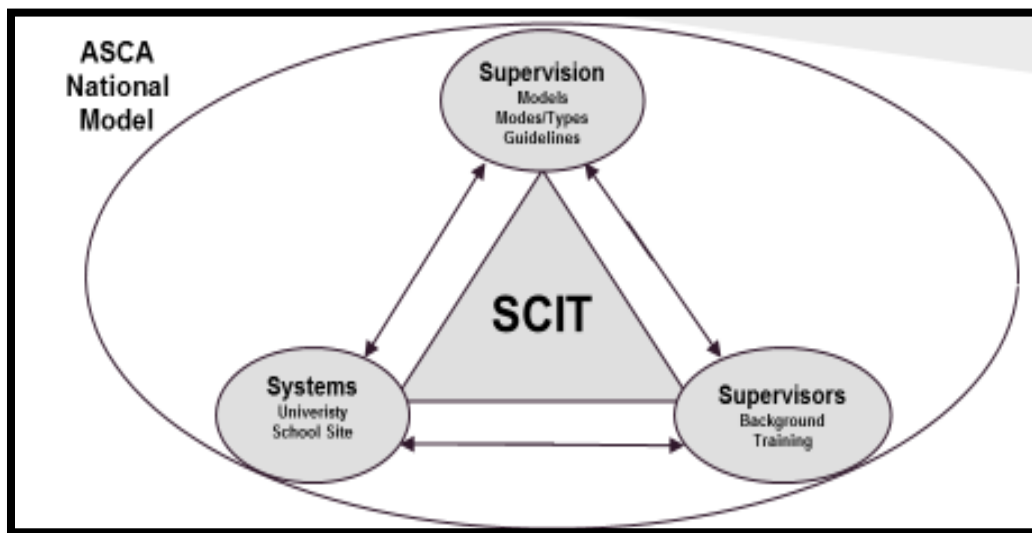 ASCA
National
Model
Supervision
Models
Modes/Types
Guidelines
SCIT
Systems
Univeristy
School Site
Supervisors
Background
Training